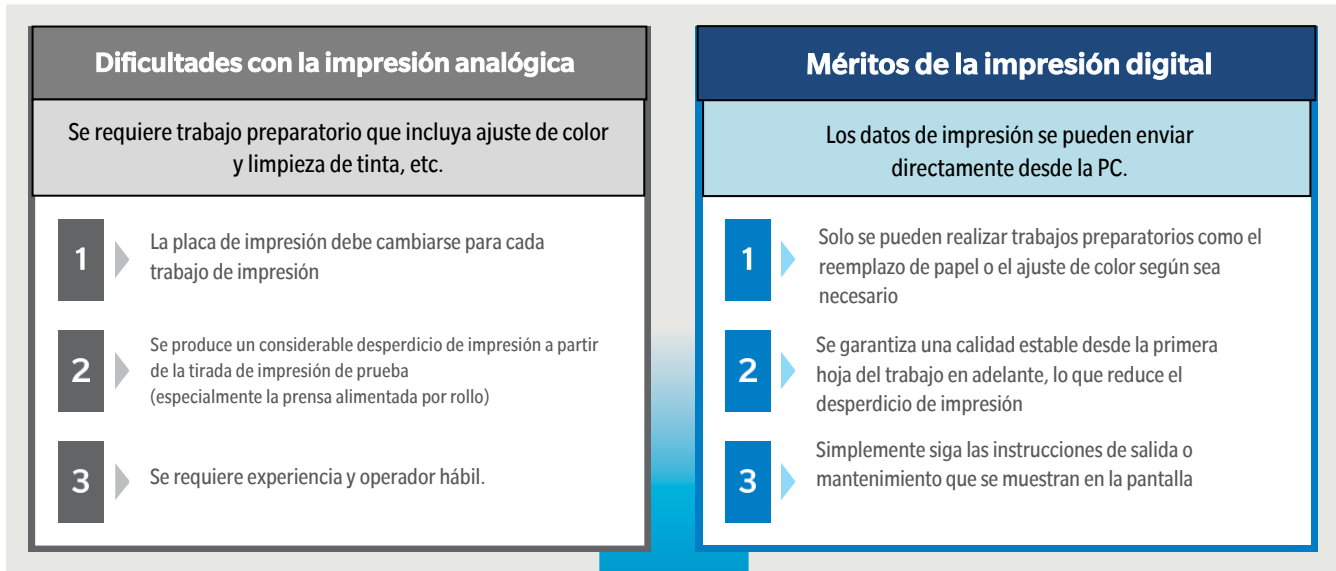 Dificultades con la impresión analógica
Se requiere trabajo preparatorio que incluya ajuste de color
y limpieza de tinta, etc.
1
La placa de impresión debe cambiarse para cada
trabajo de impresión
2
Se produce un considerable desperdicio de impresión a partir
de la tirada de impresión de prueba
(especialmente la prensa alimentada por rollo)
3
Se requiere experiencia y operador hábil.
Méritos de la impresión digital
Los datos de impresión se pueden enviar
directamente desde la PC.
1
Solo se pueden realizar trabajos preparatorios como el
reemplazo de papel o el ajuste de color según sea
necesario
2
Se garantiza una calidad estable desde la primera
hoja del trabajo en adelante, lo que reduce el
desperdicio de impresión
3
Simplemente siga las instrucciones de salida o
mantenimiento que se muestran en la pantalla